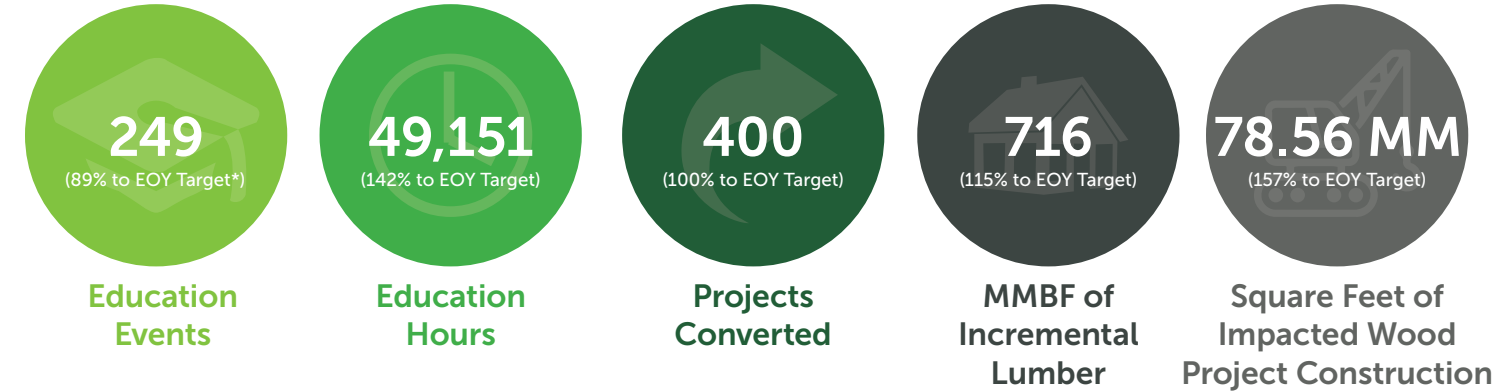 249
(89% to EOY Target*)
Education
Events
49,151
(142% to EOY Target)
Education
Hours
400
(100% to EOY Target)
Projects
Converted
716
(115% to EOY Target)
MMBF of
Incremental
Lumber
78.56 MM
(157% to EOY Target)
Square Feet of
Impacted Wood
Project Construction